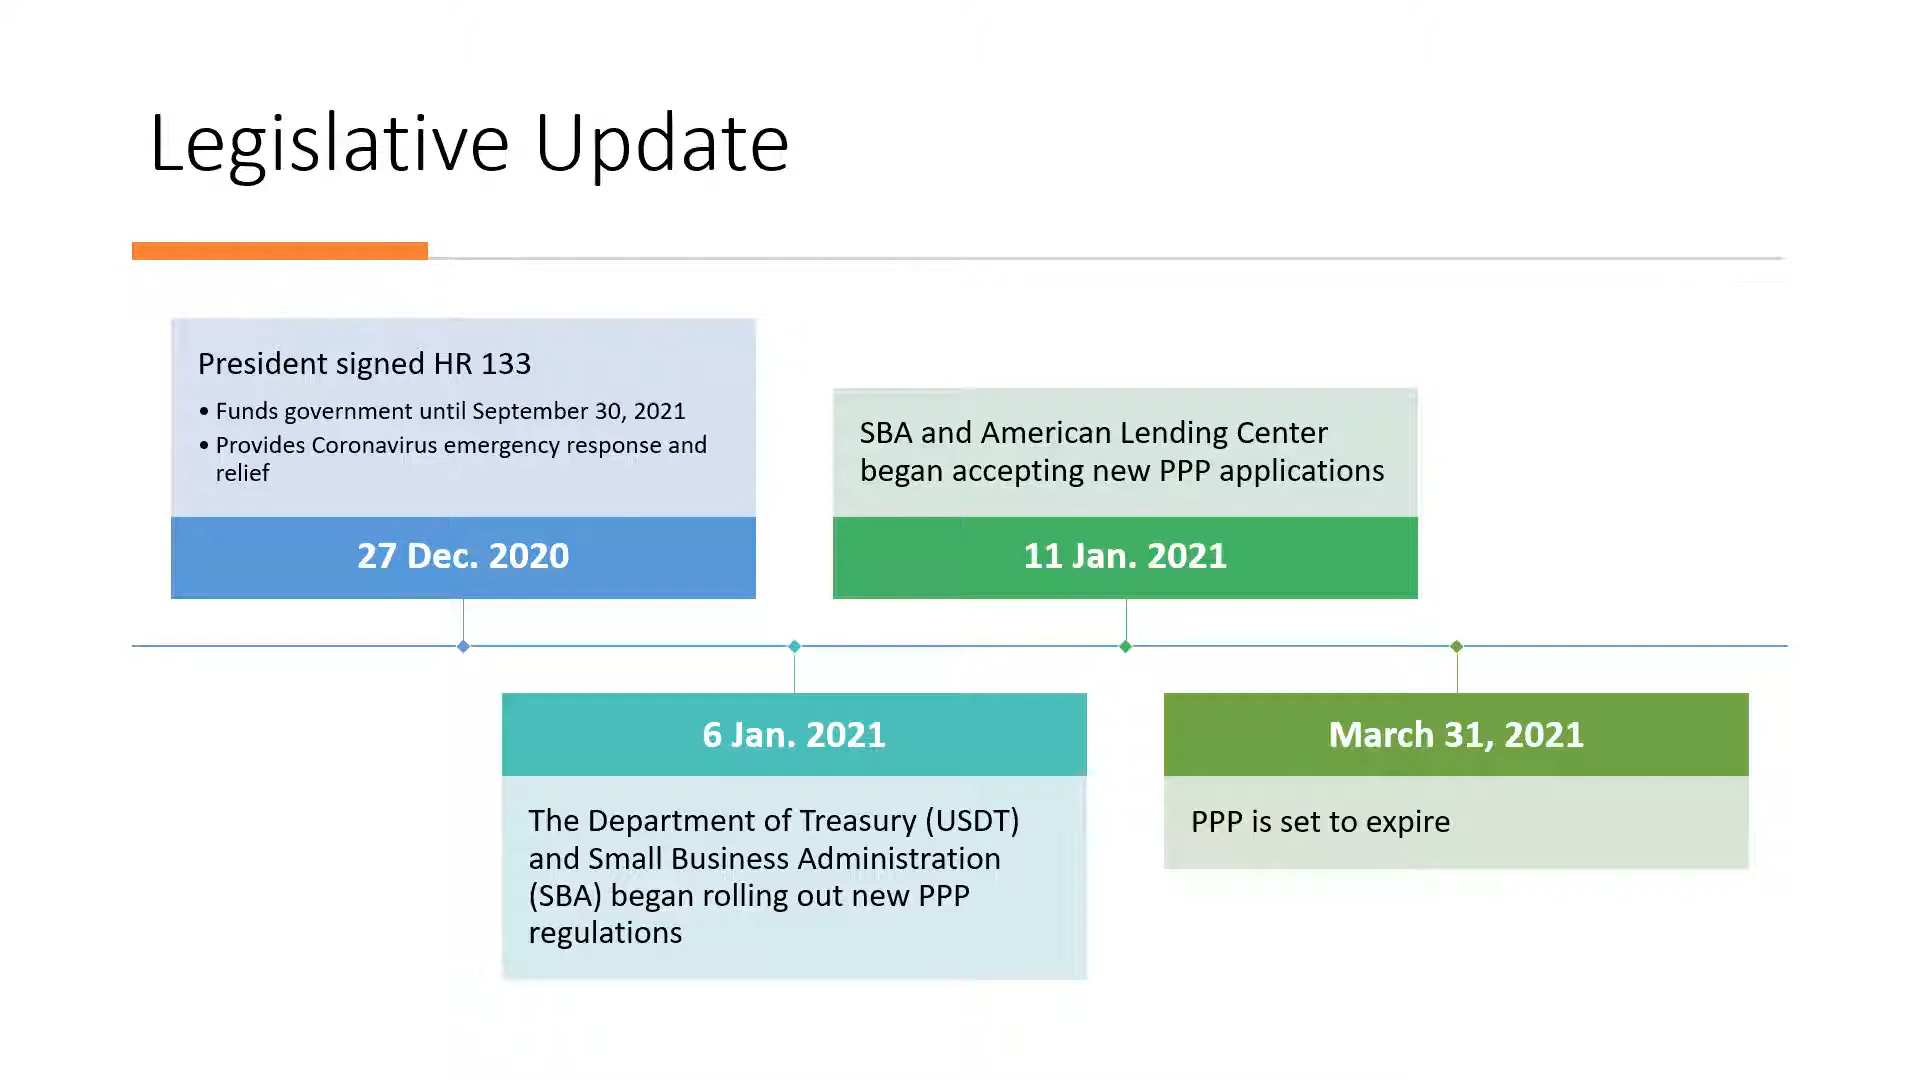 Legislative Update
President signed HR 133
• Funds government until September 30, 2021
• Provides Coronavirus emergency response and
relief
27 Dec. 2020
6 Jan. 2021
The Department of Treasury (USDT)
and Small Business Administration
(SBA) began rolling out new PPP
regulations
SBA and American Lending Center
began accepting new PPP applications
11 Jan. 2021
March 31, 2021
PPP is set to expire